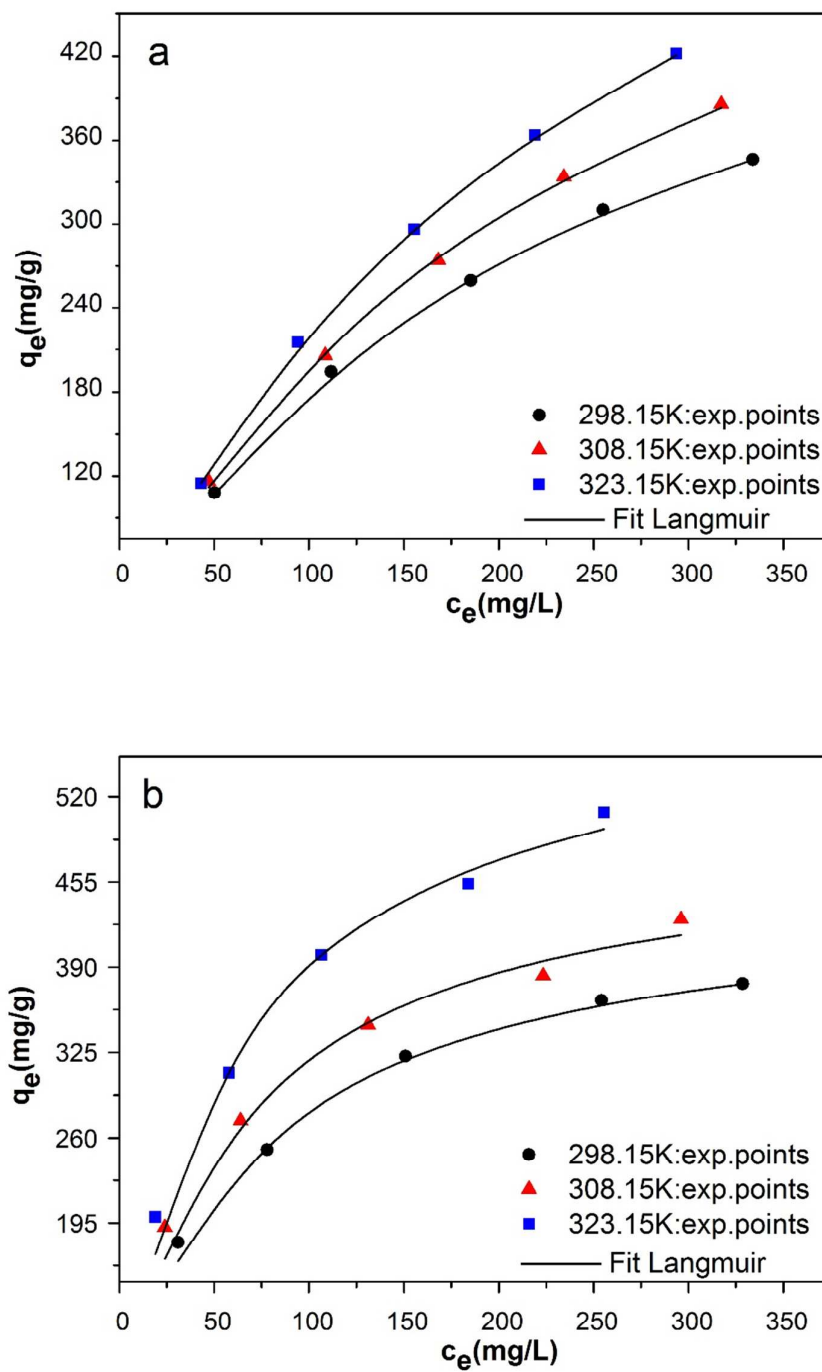 a
420
360
300
240
180
120
qe(mg/g)
298.15K:exp.points
308.15K:exp.points
323.15K:exp.points
Fit Langmuir
0 50 100 150 200 250 300 350
ce(mg/L)
b
520
455
390
325
260
195
qe(mg/g)
298.15K:exp.points
308.15K:exp.points
323.15K:exp.points
Fit Langmuir
0 50 100 150 200 250 300 350
ce(mg/L)